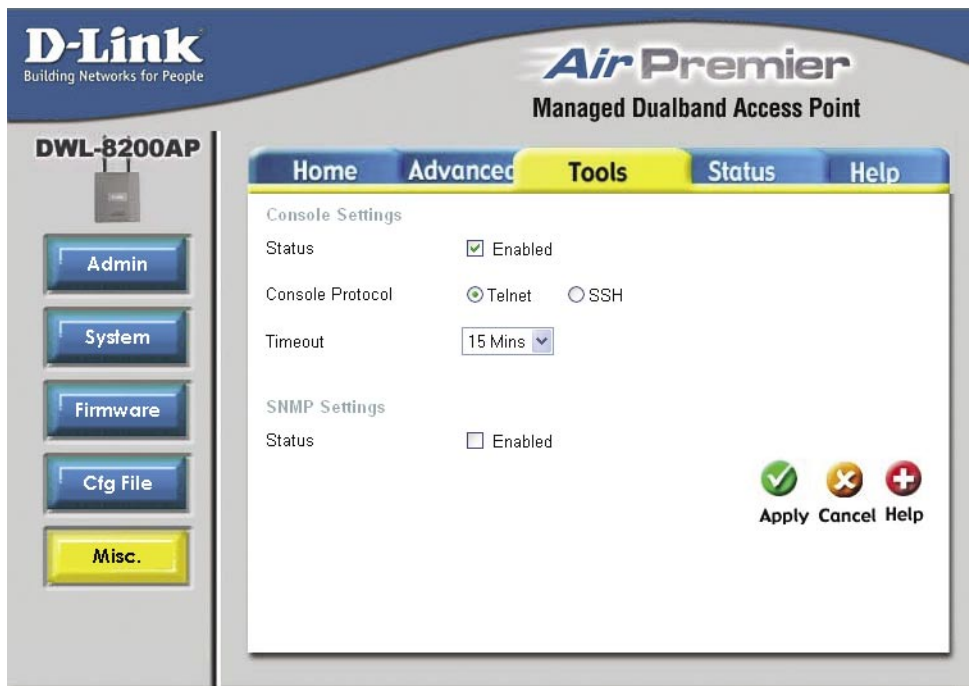 D-Link
Building Networks for People
Air Premier
Managed Dualband Access Point
DWL-8200AP
Home Advanced Tools Status Help
Admin
System
Firmware
Cfg File
Misc.
Console Settings
Status Enabled
Console Protocol Telnet SSH
Timeout 15 Mins
SNMP Settings
Status Enabled
Apply Cancel Help